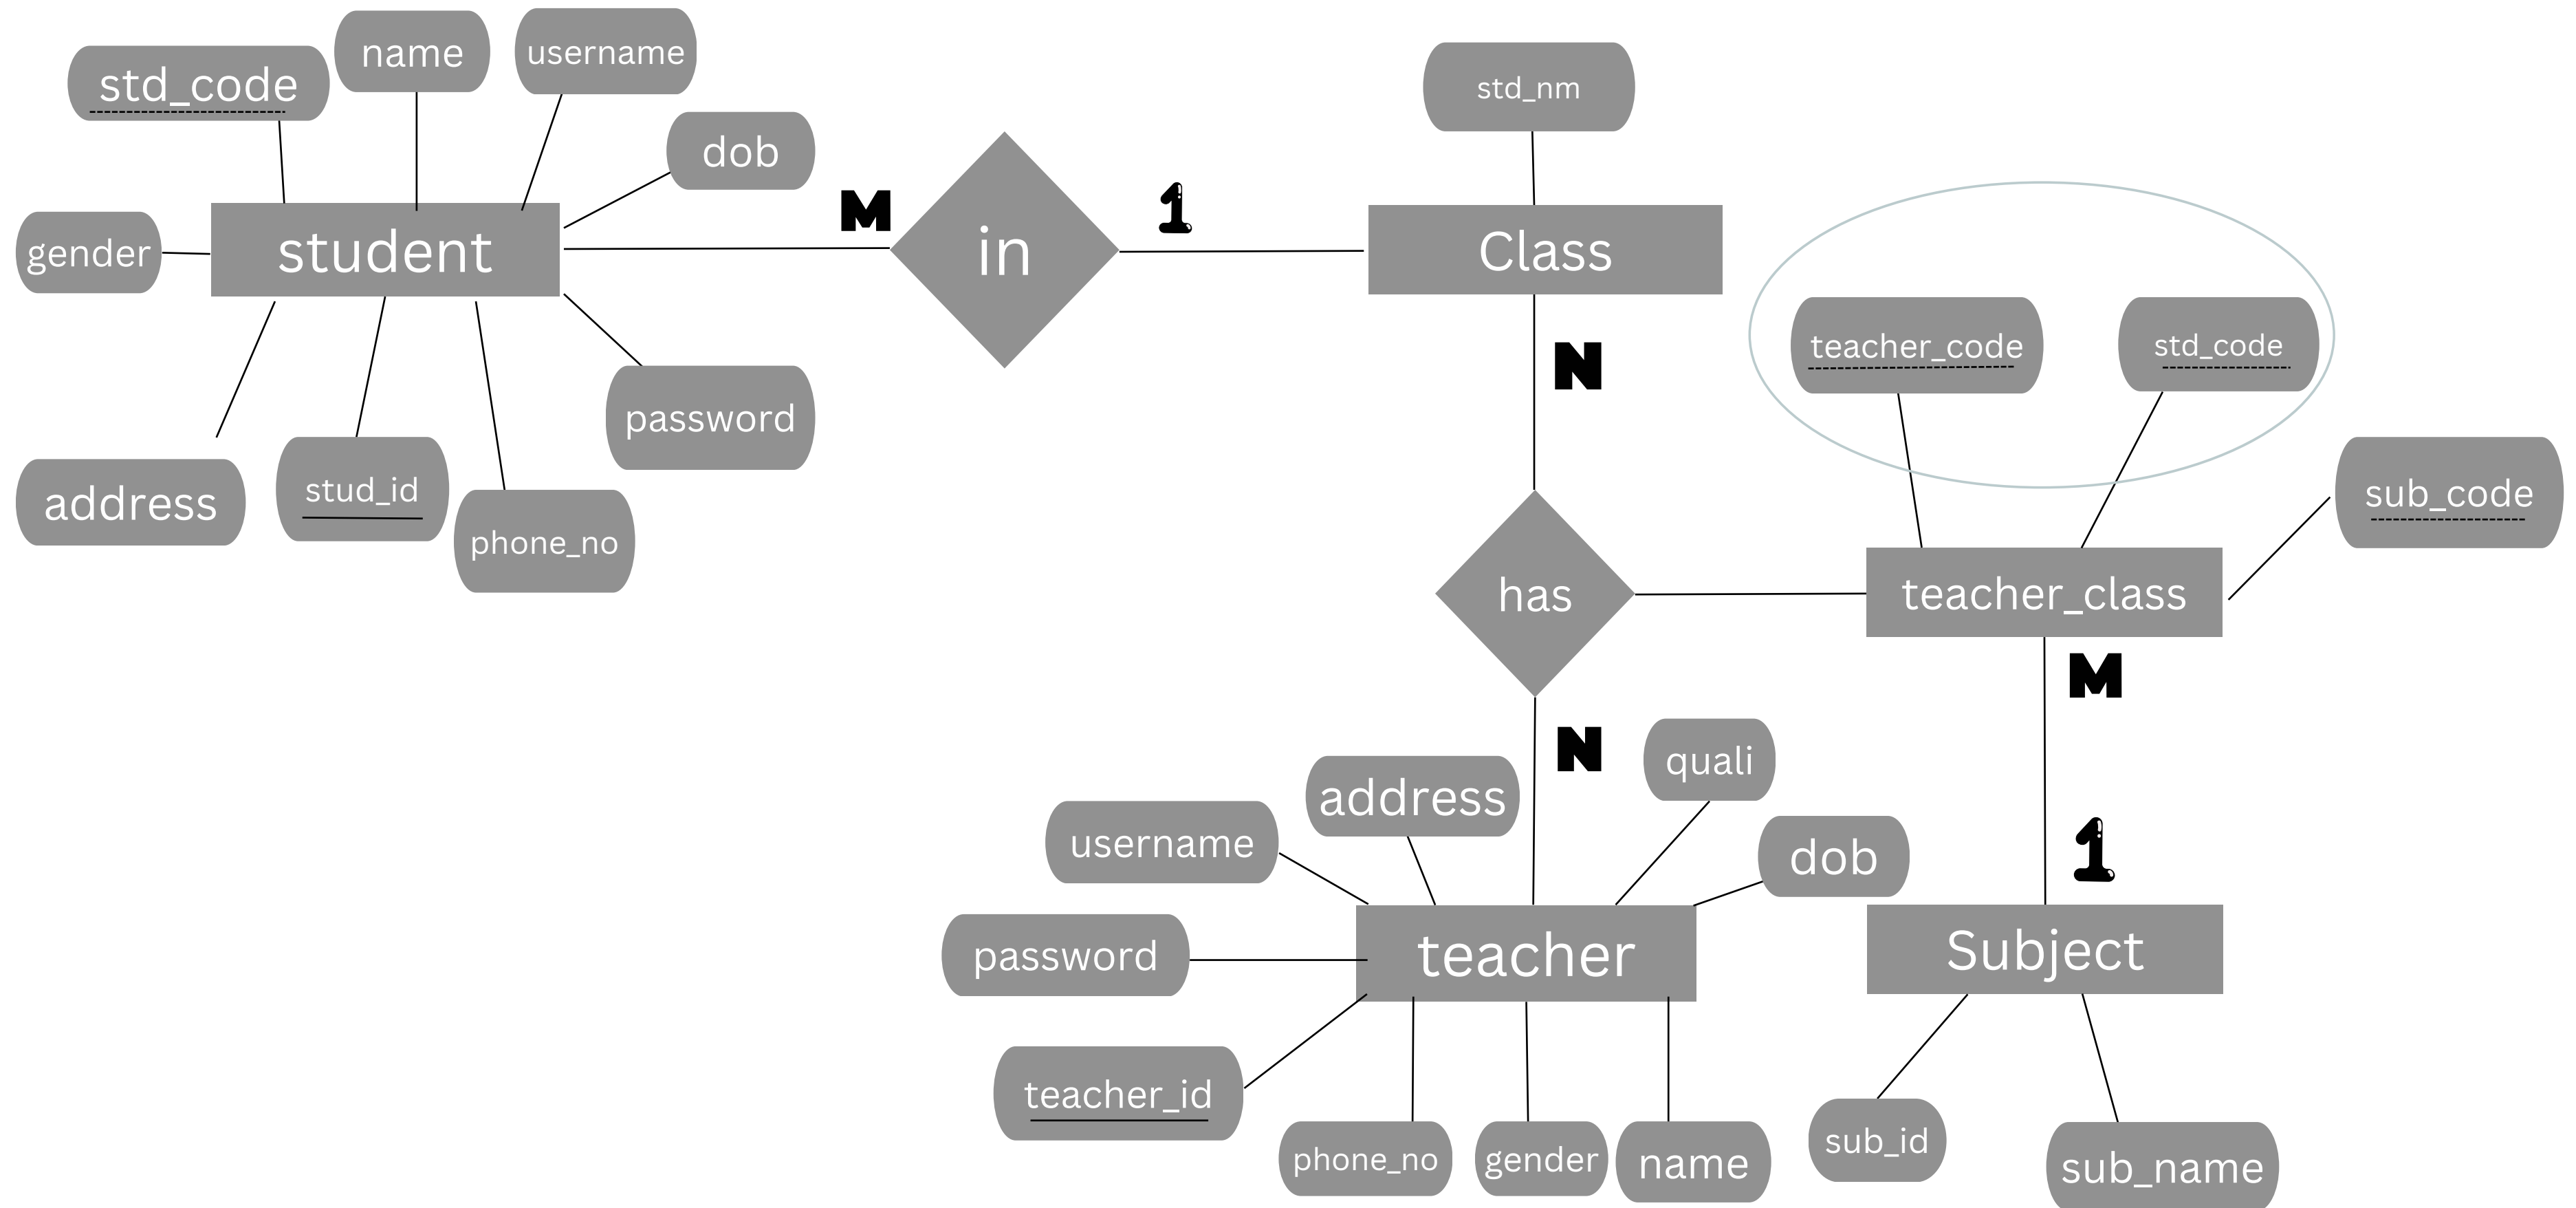 std_code
name
username
dob
gender
student
M
in
1
std_nm
Class
address
stud_id
phone_no
password
N
teacher_code
std_code
sub_code
has
teacher_class
M
N
1
username
address
quali
dob
password
teacher
Subject
teacher_id
phone_no
gender
name
sub_id
sub_name